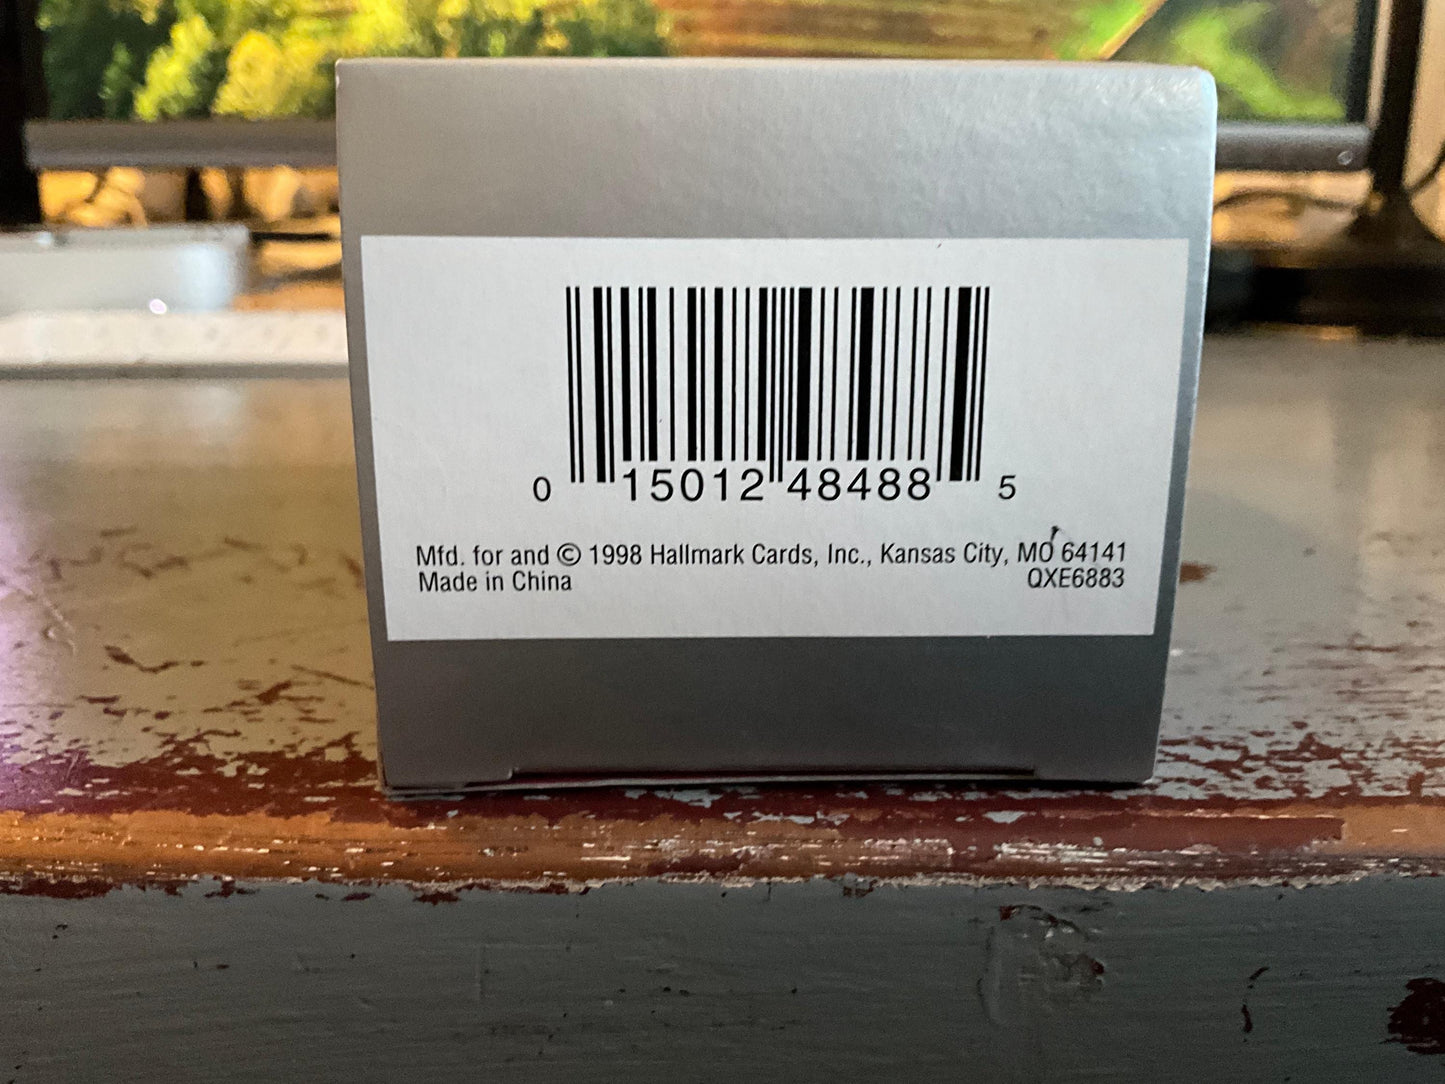 0 15012 48488 5
Mfd. for and © 1998 Hallmark Cards, Inc., Kansas City, MO 64141
Made in China QXE6883